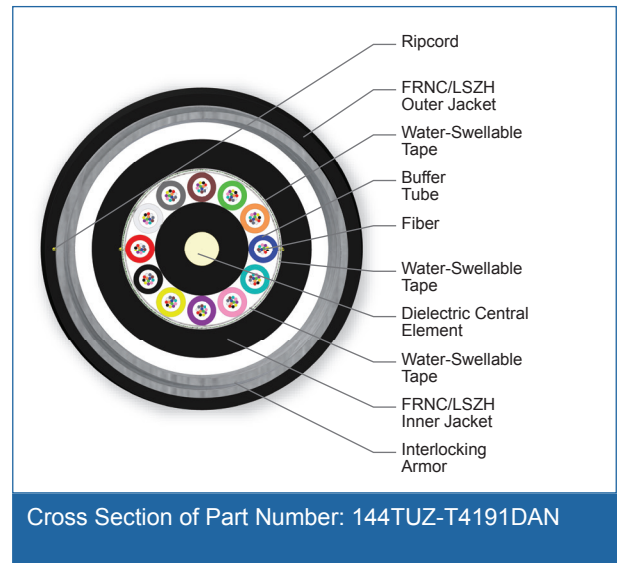 Ripcord
FRNC/LSZH
Outer Jacket
Water-Swellable
Tape
Buffer
Tube
Fiber
Water-Swellable
Tape
Dielectric Central
Element
Water-Swellable
Tape
FRNC/LSZH
Inner Jacket
Interlocking
Armor
Cross Section of Part Number: 144TUZ-T4191DAN